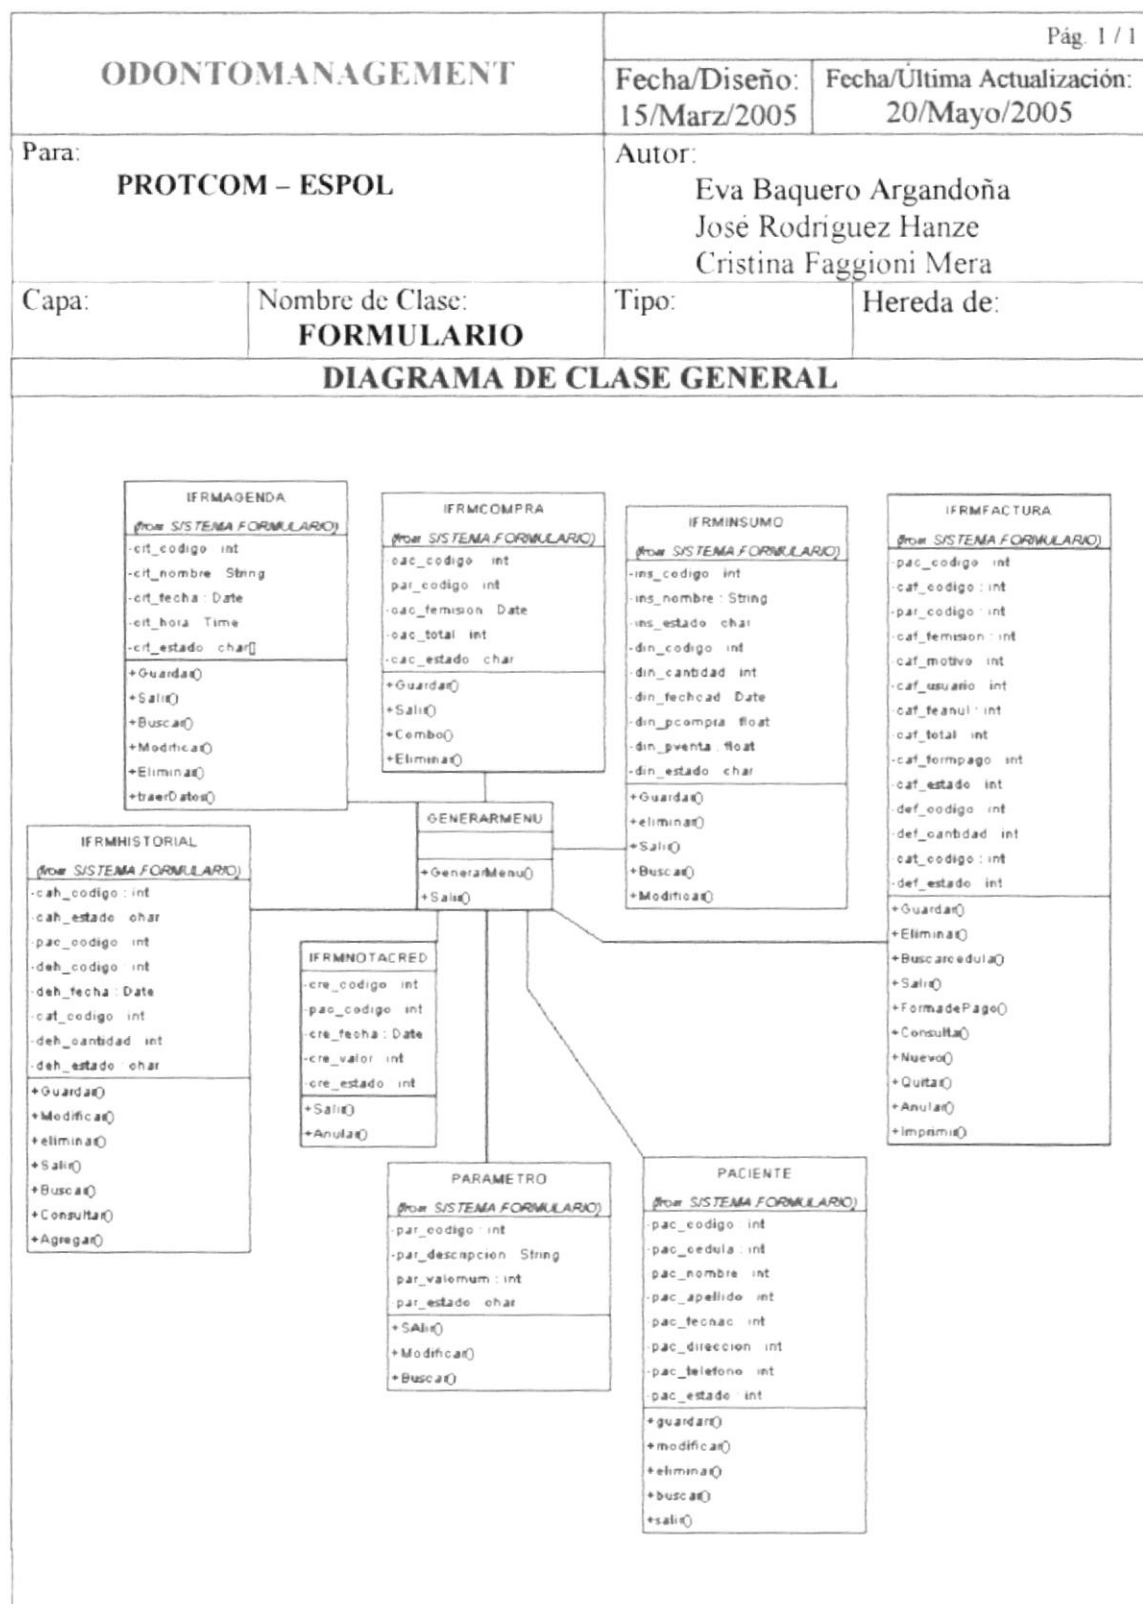 Pág. 1 / 1
ODONTOMANAGEMENT
Fecha/Diseño:
15/Marz/2005
Fecha/Última Actualización:
20/Mayo/2005
Para:
PROTCOM – ESPOL
Autor:
Eva Baquero Argandoña
José Rodríguez Hanze
Cristina Faggioni Mera
Capa:
Nombre de Clase:
FORMULARIO
Tipo:
Hereda de:
DIAGRAMA DE CLASE GENERAL
IFRMAGENDA
(from SISTEMA FORMULARIO)
-cit_codigo int
-cit_nombre String
-cit_fecha : Date
-cit_hora Time
-cit_estado char[]
+Guardar()
+Salir()
+Buscar()
+Modificar()
+Eliminar()
+traerDatos()
IFRMCOMPRA
(from SISTEMA FORMULARIO)
-cac_codigo int
par_codigo int
-cac_femision Date
-cac_total int
-cac_estado char
+Guardar()
+Salir()
+Combo()
+Eliminar()
IFRMINSUMO
(from SISTEMA FORMULARIO)
-ins_codigo int
-ins_nombre : String
-ins_estado char
-din_codigo int
-din_cantidad int
-din_fechcad Date
-din_pcompra float
-din_pventa : float
-din_estado char
+Guardar()
+eliminar()
+Salir()
+Buscar()
+Modificar()
IFRMFACTURA
(from SISTEMA FORMULARIO)
-pac_codigo int
-caf_codigo : int
-par_codigo : int
-caf_femision : int
-caf_motivo int
-caf_usuario int
-caf_feanul : int
-caf_total int
-caf_formpago int
-caf_estado int
-def_codigo int
-def_cantidad int
-cat_codigo : int
-def_estado int
+Guardar()
+Eliminar()
+Buscarcedula()
+Salir()
+FormadePago()
+Consulta()
+Nuevo()
+Quitar()
+Anular()
+Imprimir()
GENERARMENU
+GenerarMenu()
+Salir()
IFRMHISTORIAL
(from SISTEMA FORMULARIO)
-cah_codigo : int
-cah_estado char
-pac_codigo int
-deh_codigo int
-deh_fecha : Date
-cat_codigo int
-deh_cantidad int
-deh_estado : char
+Guardar()
+Modificar()
+eliminar()
+Salir()
+Buscar()
+Consultar()
+Agregar()
IFRMNOTACRED
-cre_codigo int
-pac_codigo int
-cre_fecha : Date
-cre_valor int
-cre_estado int
+Salir()
+Anular()
PARAMETRO
(from SISTEMA FORMULARIO)
-par_codigo : int
-par_descripcion String
par_valornum : int
-par_estado char
+SAlir()
+Modificar()
+Buscar()
PACIENTE
(from SISTEMA FORMULARIO)
-pac_codigo : int
-pac_cedula : int
pac_nombre int
-pac_apellido int
-pac_fecnac int
-pac_direccion int
-pac_telefono int
-pac_estado : int
+guardarr()
+modificar()
+eliminar()
+buscar()
+salir()